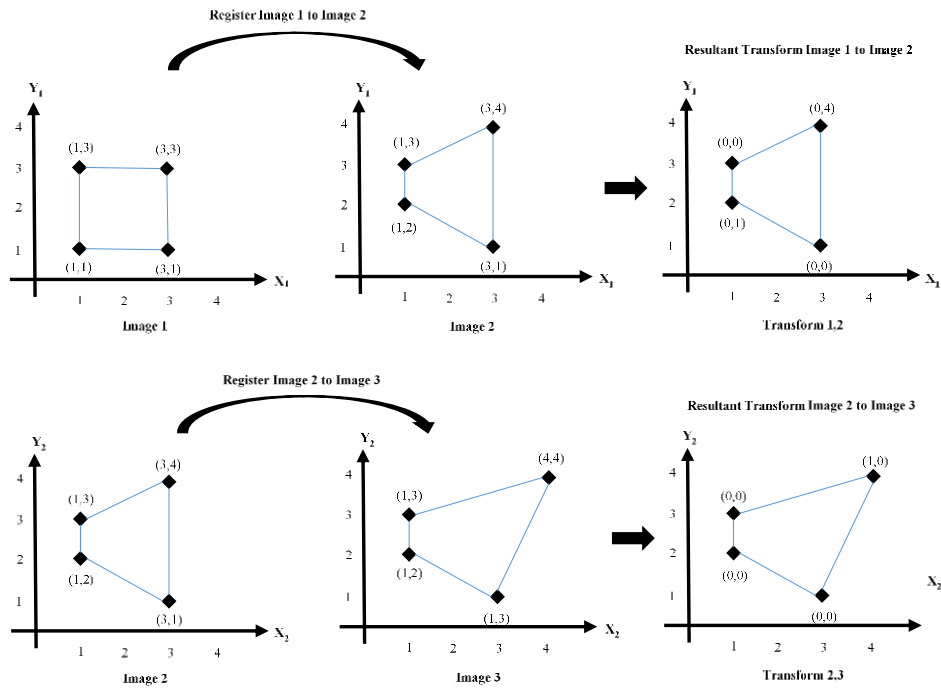 Register Image 1 to Image 2
Resultant Transform Image 1 to Image 2
Y1
4
3
2
1
(1,3)
(3,3)
(1,1)
(3,1)
X1
1 2 3 4
Image 1
Y1
4
3
2
1
(3,4)
(1,3)
(1,2)
(3,1)
X1
1 2 3 4
Image 2
Y1
4
3
2
1
(0,4)
(0,0)
(0,1)
(0,0)
X1
1 2 3 4
Transform 1,2
Register Image 2 to Image 3
Resultant Transform Image 2 to Image 3
Y2
4
3
2
1
(3,4)
(1,3)
(1,2)
(3,1)
X2
1 2 3 4
Image 2
Y2
4
3
2
1
(4,4)
(1,3)
(1,2)
(1,3)
X2
1 2 3 4
Image 3
Y2
4
3
2
1
(1,0)
(0,0)
(0,0)
(0,0)
X2
1 2 3 4
Transform 2,3